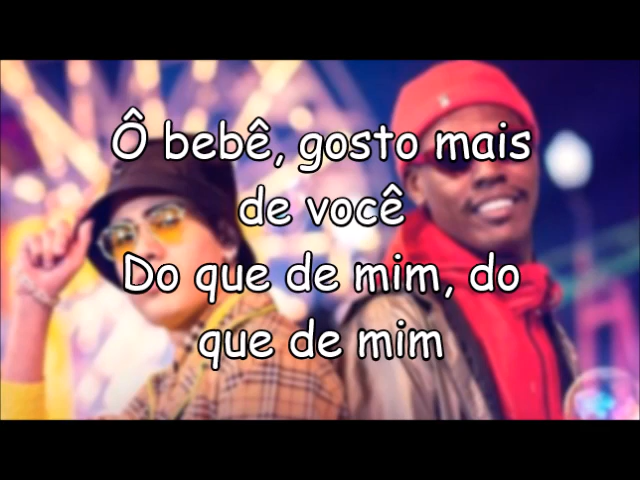 Ô bebê, gosto mais
de você
Do que de mim, do
que de mim